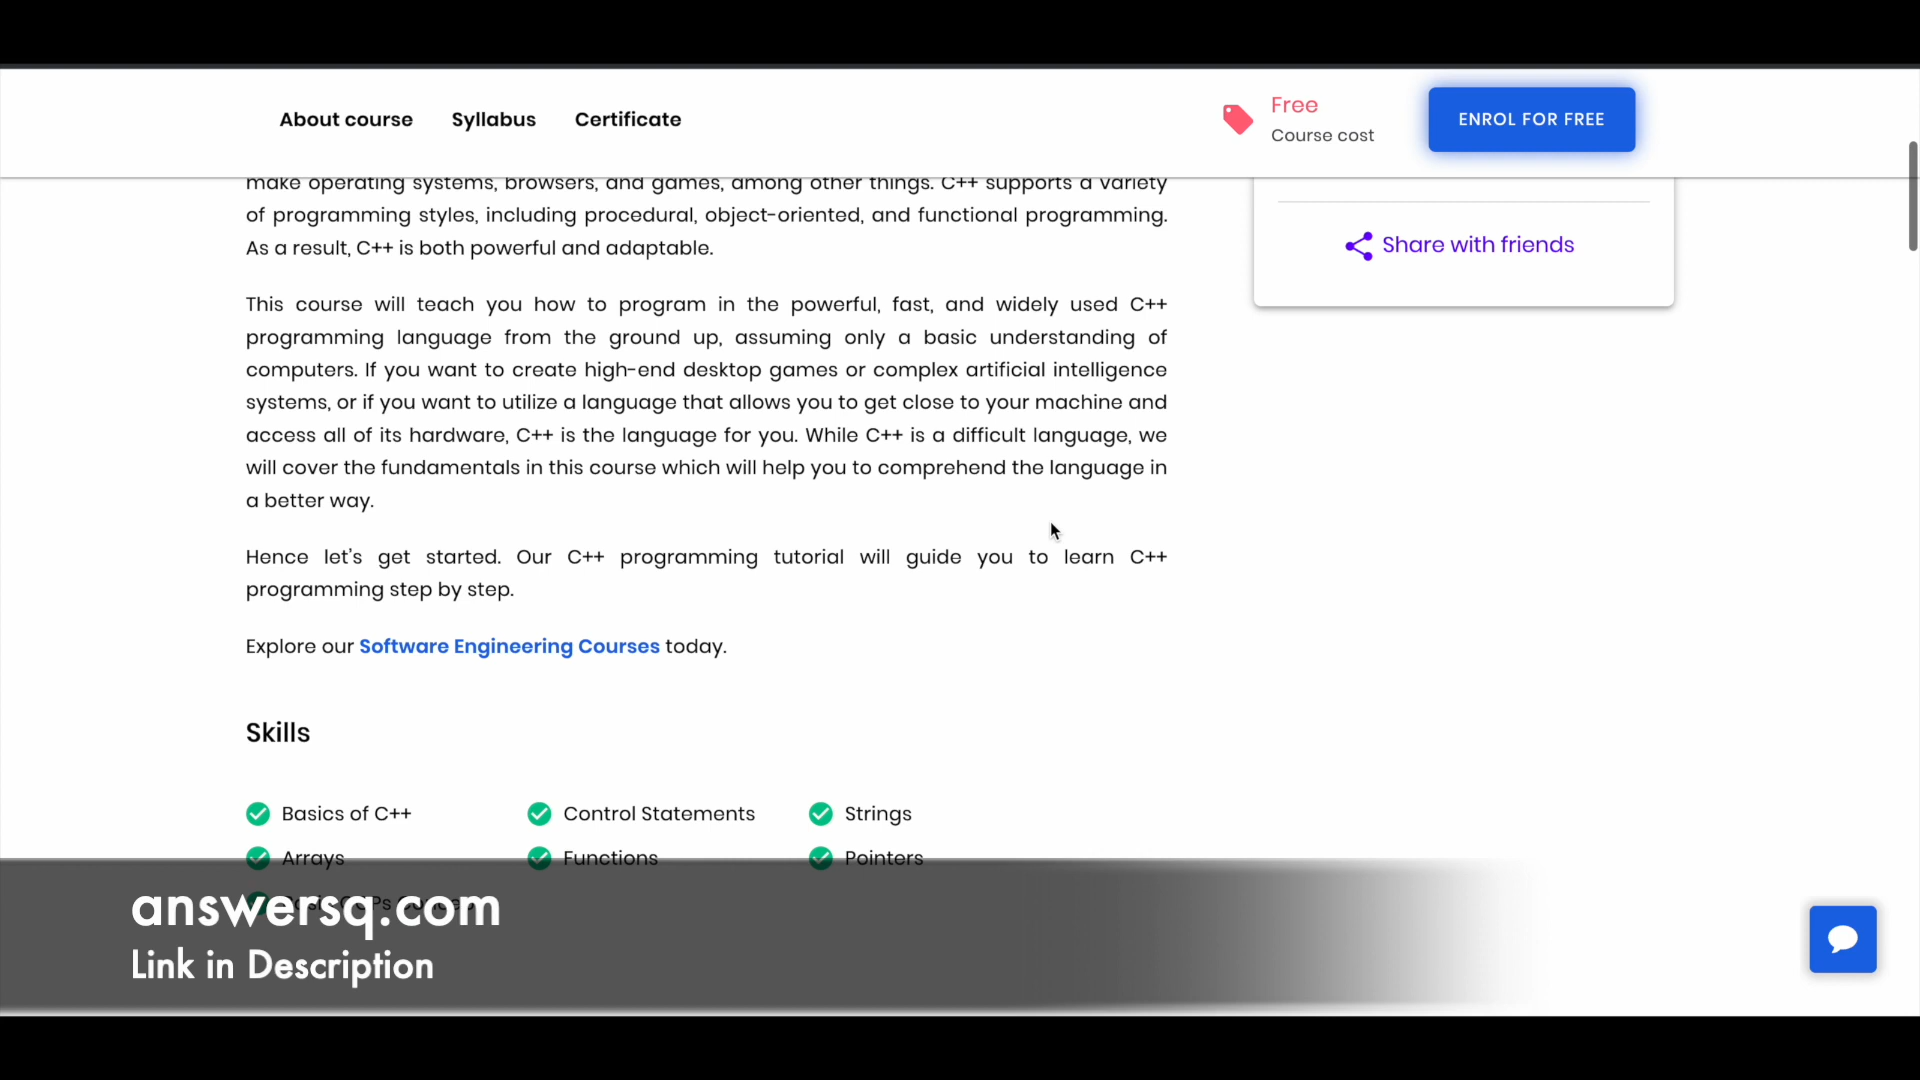 About course Syllabus Certificate
Free
Course cost
ENROL FOR FREE
make operating systems, browsers, and games, among other things. C++ supports a variety
of programming styles, including procedural, object-oriented, and functional programming.
As a result, C++ is both powerful and adaptable.
Share with friends
This course will teach you how to program in the powerful, fast, and widely used C++
programming language from the ground up, assuming only a basic understanding of
computers. If you want to create high-end desktop games or complex artificial intelligence
systems, or if you want to utilize a language that allows you to get close to your machine and
access all of its hardware, C++ is the language for you. While C++ is a difficult language, we
will cover the fundamentals in this course which will help you to comprehend the language in
a better way.
Hence let's get started. Our C++ programming tutorial will guide you to learn C++
programming step by step.
Explore our Software Engineering Courses today.
Skills
Basics of C++ Control Statements Strings
Arrays Functions Pointers
answersq.com
Link in Description